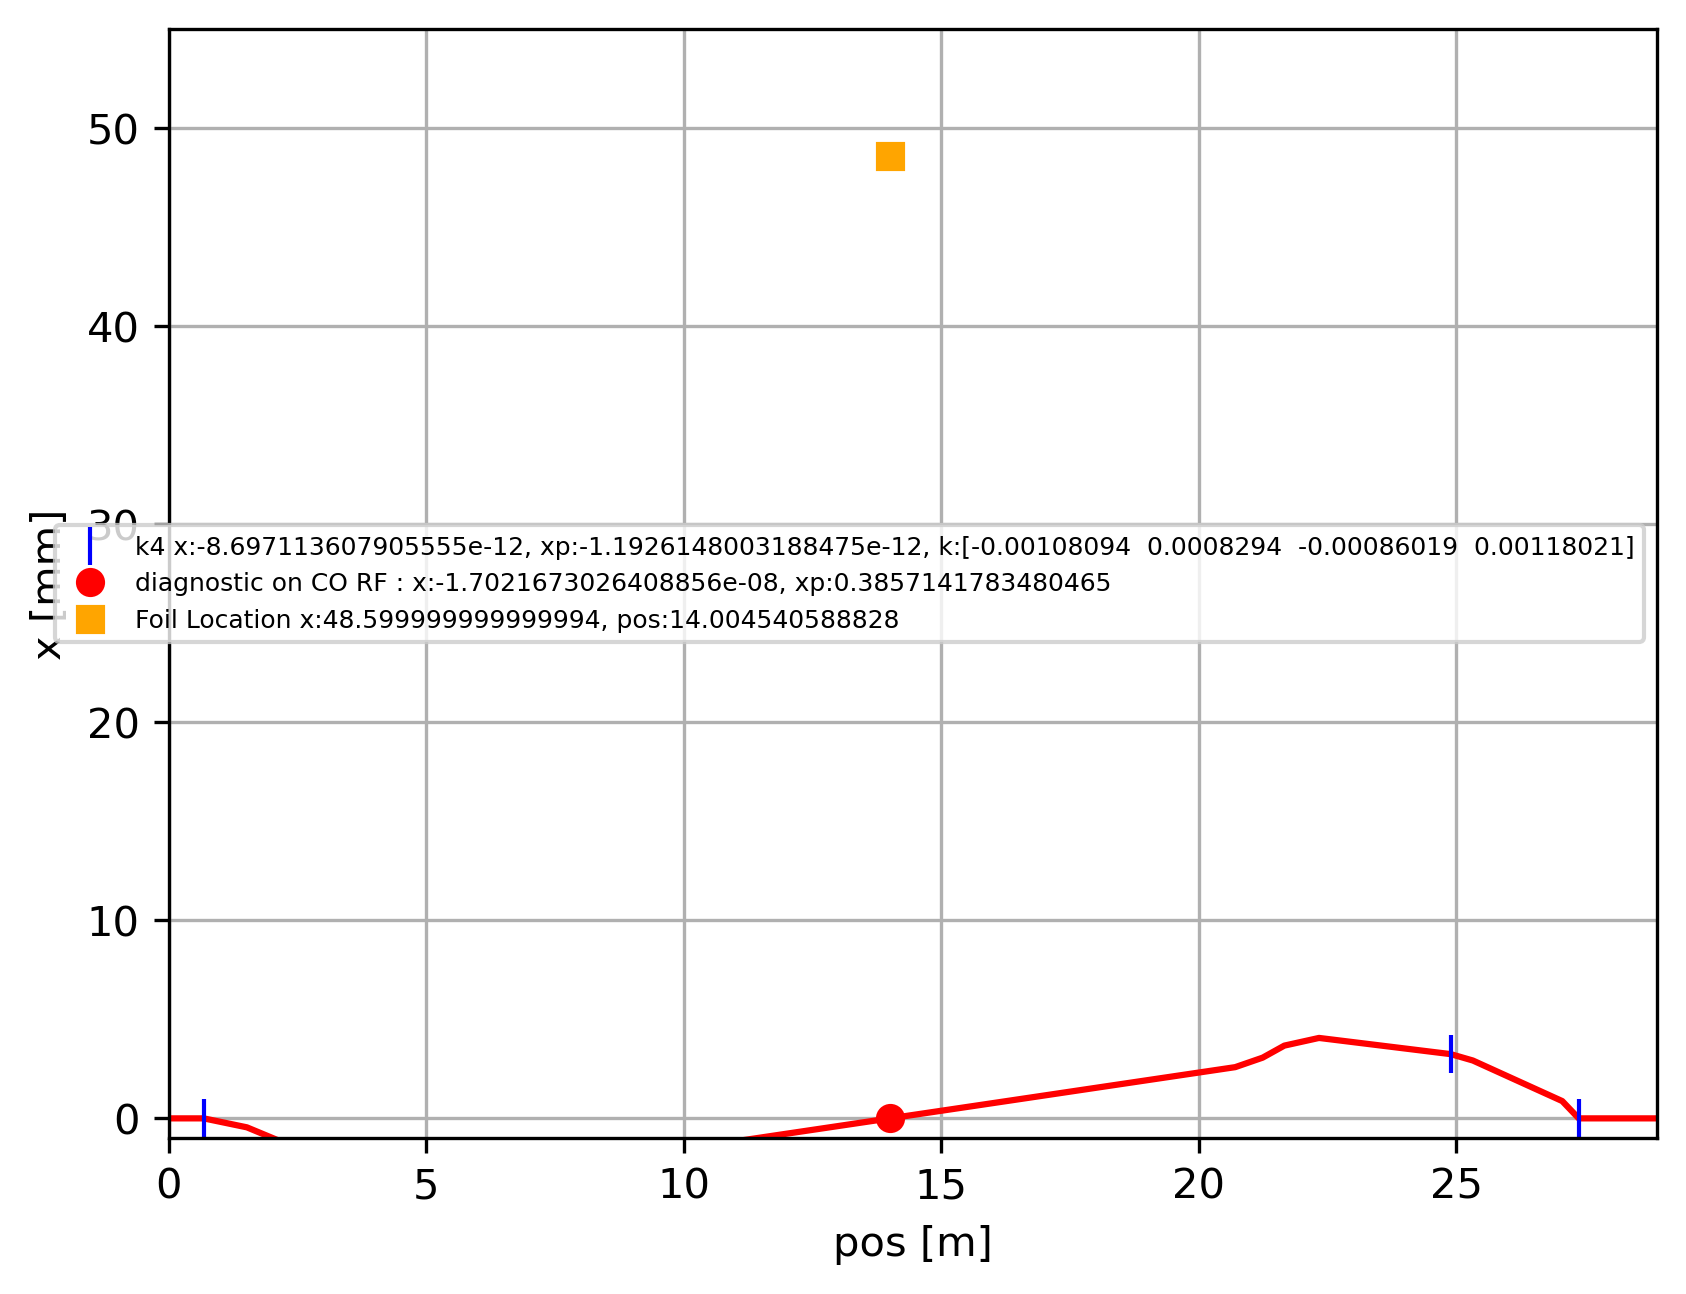 50
40
30
20
10
0
x [mm]
k4 x:-8.697113607905555e-12, xp:-1.1926148003188475e-12, k:[-0.00108094 0.0008294 -0.00086019 0.00118021]
diagnostic on CO RF : x:-1.7021673026408856e-08, xp:0.3857141783480465
Foil Location x:48.599999999999994, pos:14.004540588828
0 5 10 15 20 25
pos [m]